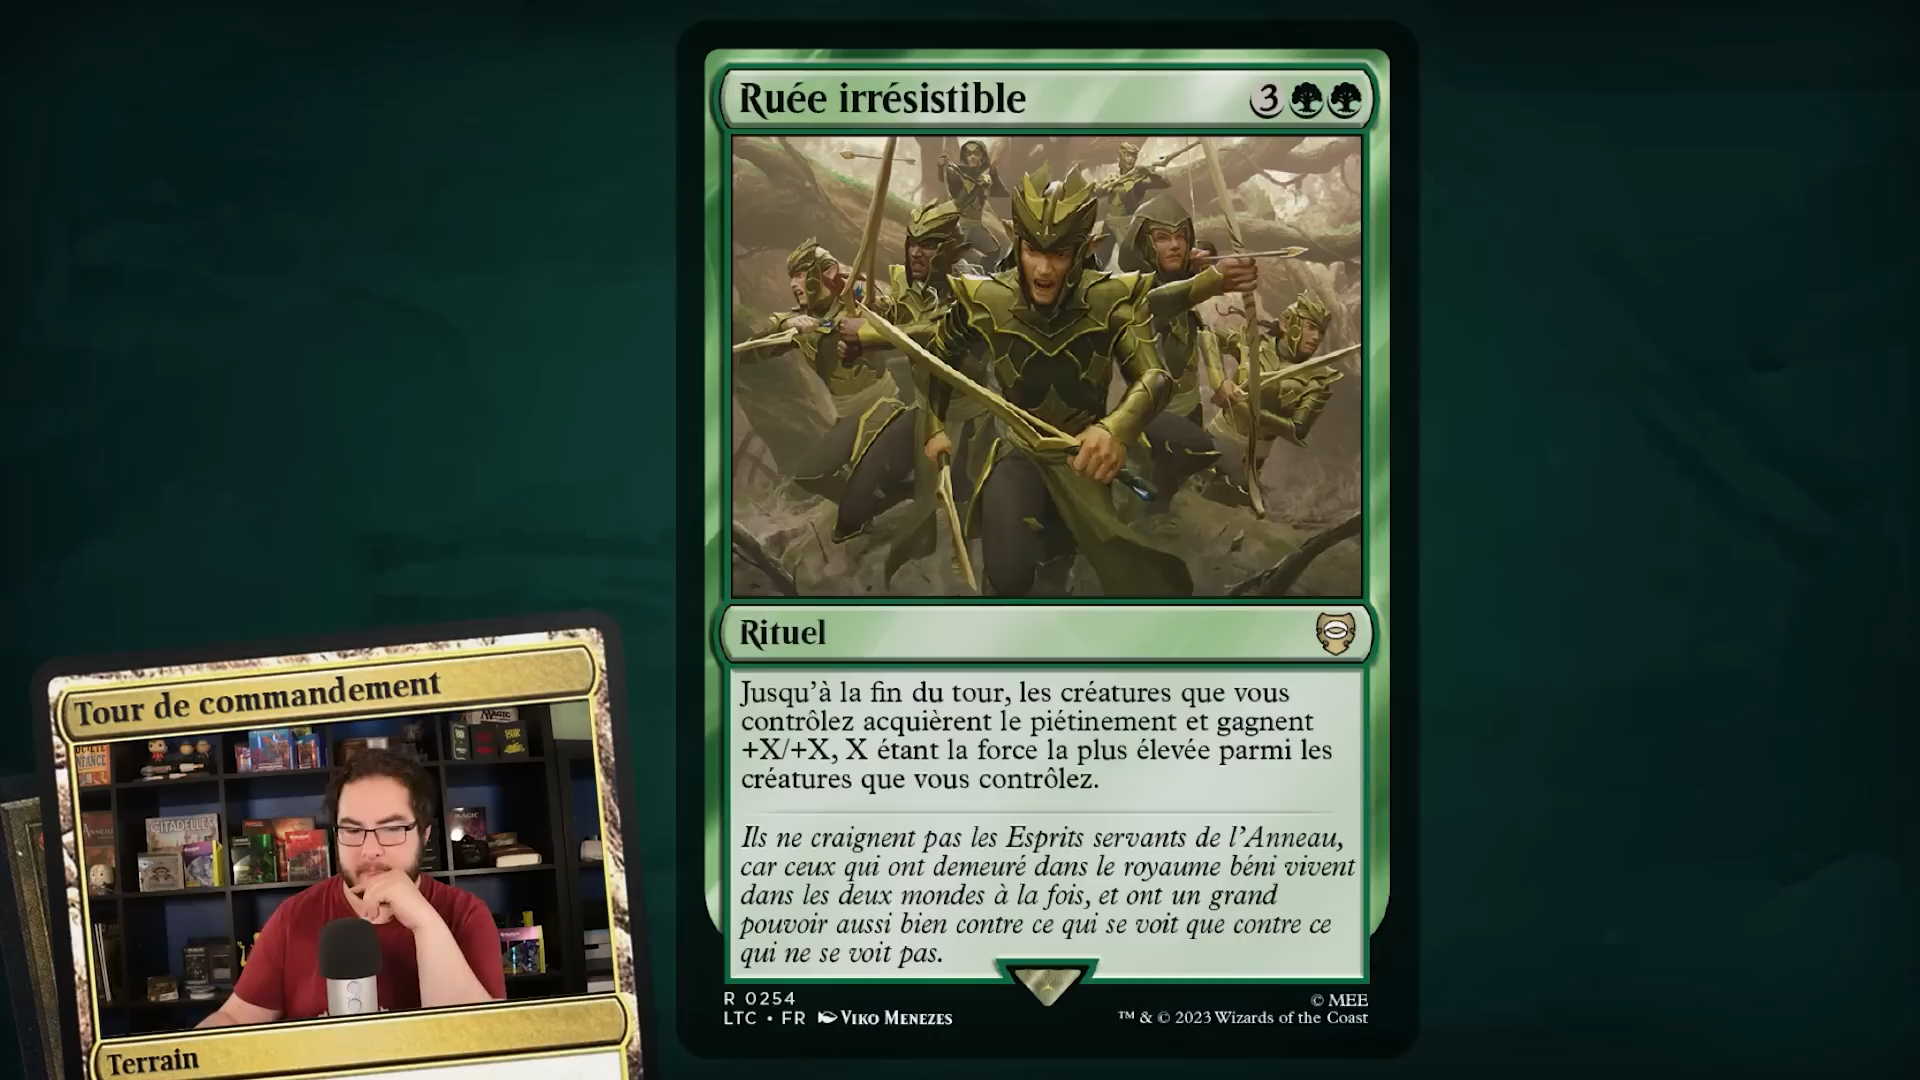 Ruée irrésistible
3
Rituel
Jusqu'à la fin du tour, les créatures que vous
contrôlez acquièrent le piétinement et gagnent
+X/+X, X étant la force la plus élevée parmi les
créatures que vous contrôlez.
Ils ne craignent pas les Esprits servants de l'Anneau,
car ceux qui ont demeuré dans le royaume béni vivent
dans les deux mondes à la fois, et ont un grand
pouvoir aussi bien contre ce qui se voit que contre ce
qui ne se voit pas.
R 0254
LTC • FR VIKO MENEZES
© MEE
™ & © 2023 Wizards of the Coast
Tour de commandement
MAGIC
CITADELLES
MAGIC
Terrain